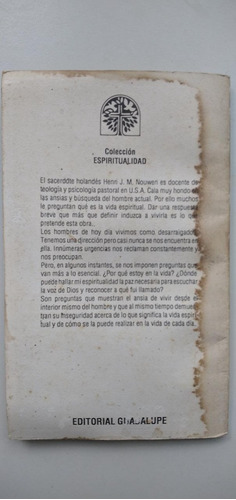 Colección
ESPIRITUALIDAD
El sacerdote holandés Henri J. M. Nouwen es docente de
teología y psicología pastoral en U.S.A. Cala muy hondo en
las ansias y búsqueda del hombre actual. Por ello muchos
le preguntan qué es la vida espiritual. Dar una respuesta
breve que más que definir induzca a vivirla es lo que
pretende esta obra.
Los hombres de hoy día vivimos como desarraigados.
Tenemos una dirección pero casi nunca se nos encuentra en
ella. Innúmeras urgencias nos reclaman constantemente y
nos preocupan.
Pero, en algunos instantes, se nos imponen preguntas que
van más a lo esencial. ¿Por qué estoy en la vida? ¿Dónde
puede hallar mi espiritualidad la paz necesaria para escuchar
la voz de Dios y reconocer a qué fui llamado?
Son preguntas que muestran el ansia de vivir desde el
interior mismo del hombre y que al mismo tiempo demues-
tran su inseguridad acerca de lo que significa la vida espiri-
tual y de cómo se la puede realizar en la vida de cada día.
EDITORIAL GUADALUPE